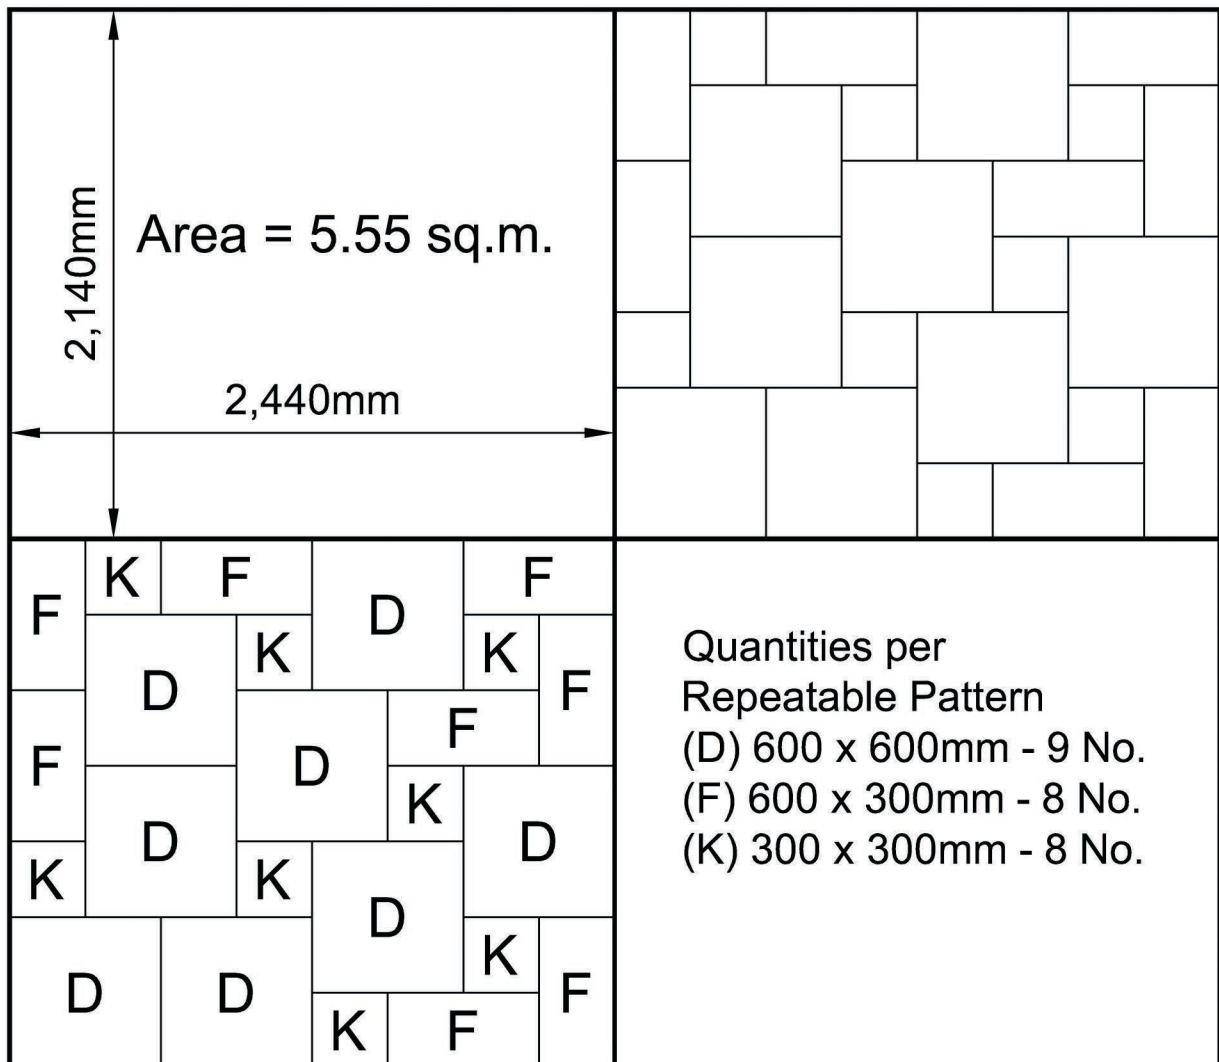 2,140mm
Area = 5.55 sq.m.
2,440mm
K F F
F D
K K
D F
F
F D
K
D D
K K
D
K
D D F
K F
Quantities per
Repeatable Pattern
(D) 600 x 600mm - 9 No.
(F) 600 x 300mm - 8 No.
(K) 300 x 300mm - 8 No.